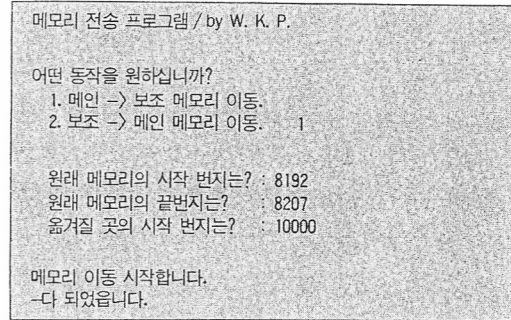 메모리 전송 프로그램 / by W. K. P.
어떤 동작을 원하십니까?
1. 메인 -> 보조 메모리 이동.
2. 보조 -> 메인 메모리 이동. 1
원래 메모리의 시작 번지는? : 8192
원래 메모리의 끝번지는? : 8207
옮겨질 곳의 시작 번지는? : 10000
메모리 이동 시작합니다.
-다 되었읍니다.